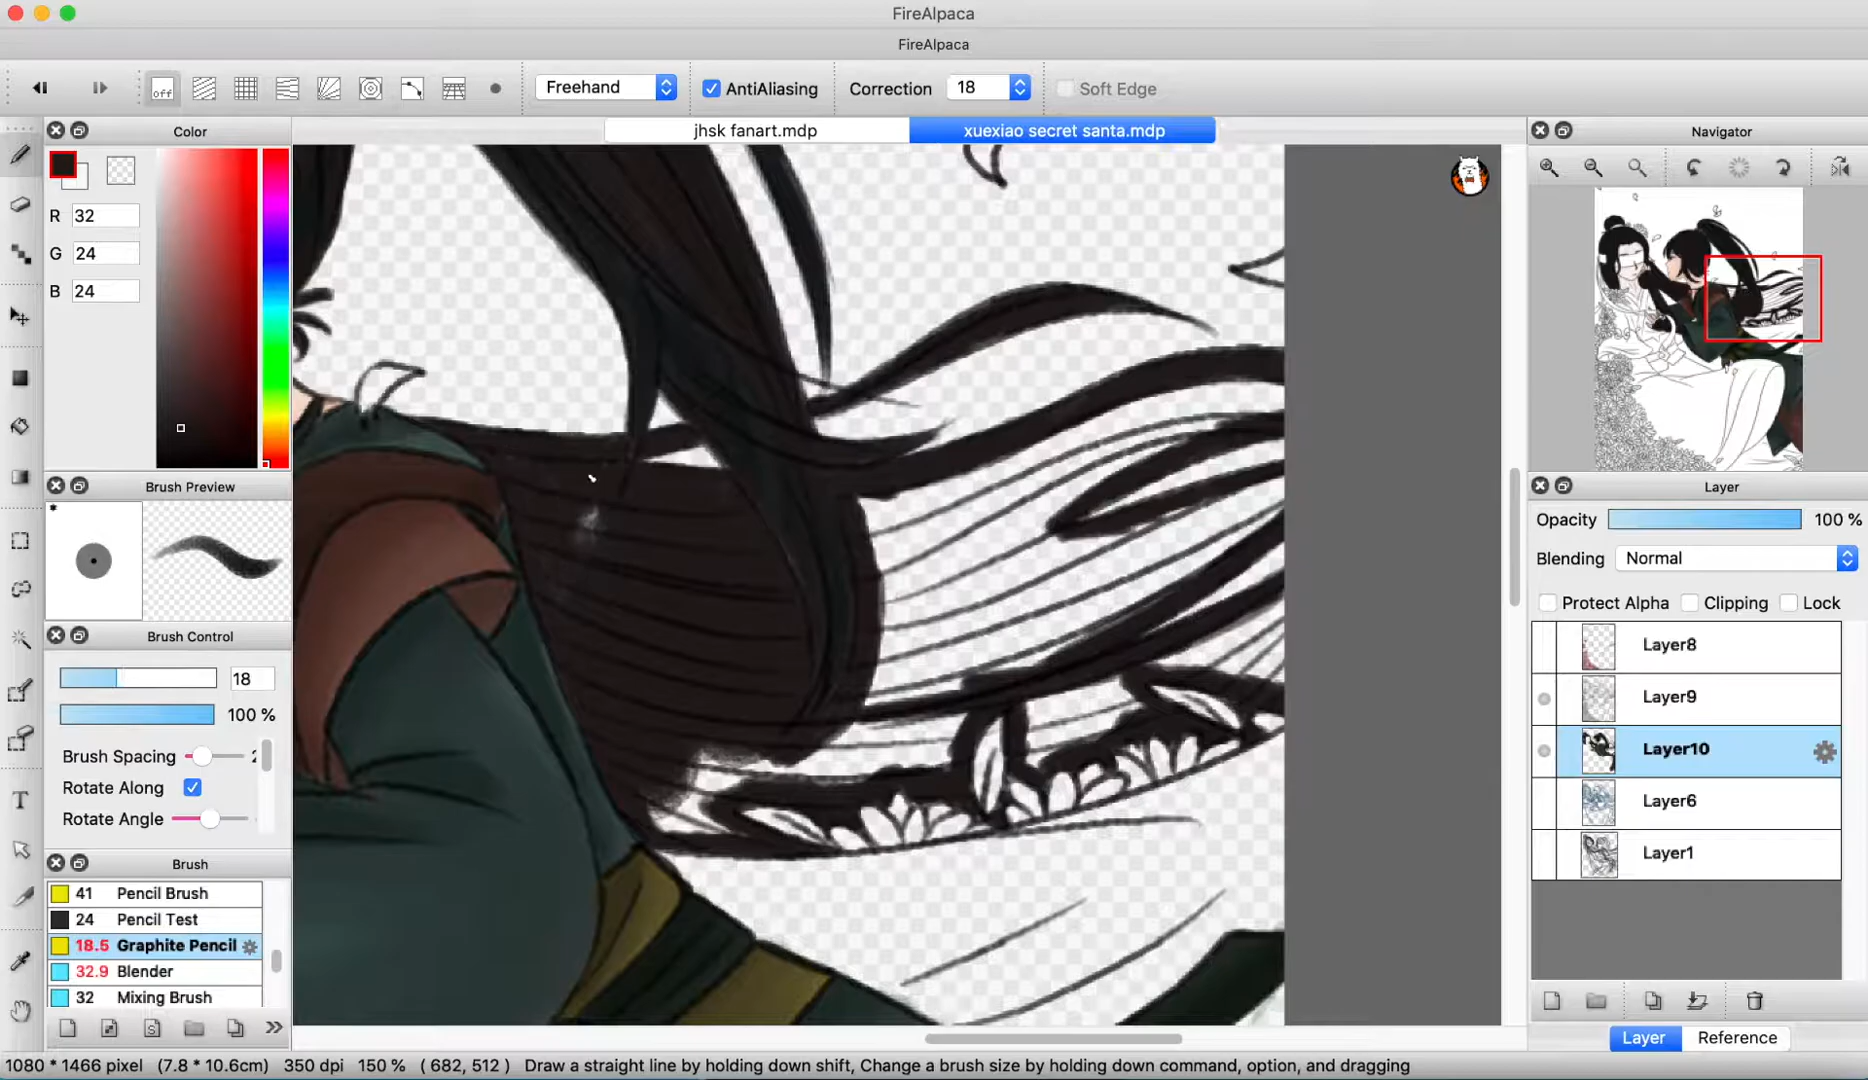 FireAlpaca
FireAlpaca
off
Freehand
AntiAliasing
Correction
18
Soft Edge
Color
jhsk fanart.mdp
xuexiao secret santa.mdp
Navigator
R 32
G 24
B 24
Brush Preview
Layer
Opacity
100 %
Blending
Normal
Protect Alpha
Clipping
Lock
Brush Control
18
100 %
Layer8
Layer9
Layer10
Layer6
Layer1
Brush Spacing
Rotate Along
Rotate Angle
Brush
41 Pencil Brush
24 Pencil Test
18.5 Graphite Pencil
32.9 Blender
32 Mixing Brush
Layer
Reference
1080 * 1466 pixel (7.8 * 10.6cm) 350 dpi 150 % ( 682, 512 ) Draw a straight line by holding down shift, Change a brush size by holding down command, option, and dragging